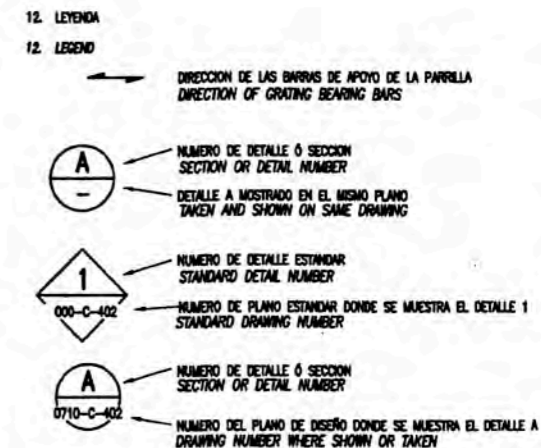 12. LEYENDA
12. LEGEND
DIRECCION DE LAS BARRAS DE APOYO DE LA PARRILLA
DIRECTION OF GRATING BEARING BARS
A
-
NUMERO DE DETALLE Ó SECCION
SECTION OR DETAIL NUMBER
DETALLE A MOSTRADO EN EL MISMO PLANO
TAKEN AND SHOWN ON SAME DRAWING
1
000-C-402
NUMERO DE DETALLE ESTANDAR
STANDARD DETAIL NUMBER
NUMERO DE PLANO ESTANDAR DONDE SE MUESTRA EL DETALLE 1
STANDARD DRAWING NUMBER
A
0710-C-402
NUMERO DE DETALLE Ó SECCION
SECTION OR DETAIL NUMBER
NUMERO DEL PLANO DE DISEÑO DONDE SE MUESTRA EL DETALLE A
DRAWING NUMBER WHERE SHOWN OR TAKEN